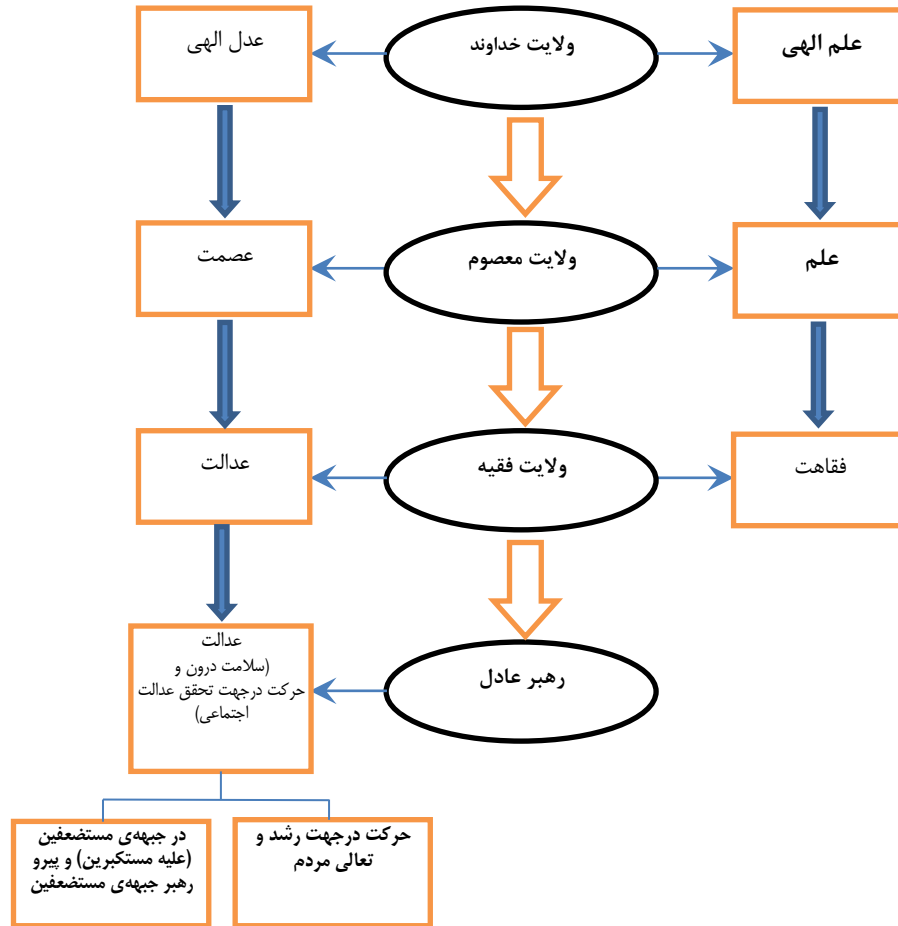 علم الهی
ولایت خداوند
عدل الهی
علم
ولایت معصوم
عصمت
فقاهت
ولایت فقیه
عدالت
رهبر عادل
عدالت
(سلامت درون و
حرکت درجهت تحقق عدالت
اجتماعی)
حرکت درجهت رشد و
تعالی مردم
در جبهه‌ی مستضعفین
(علیه مستکبرین) و پیرو
رهبر جبهه‌ی مستضعفین